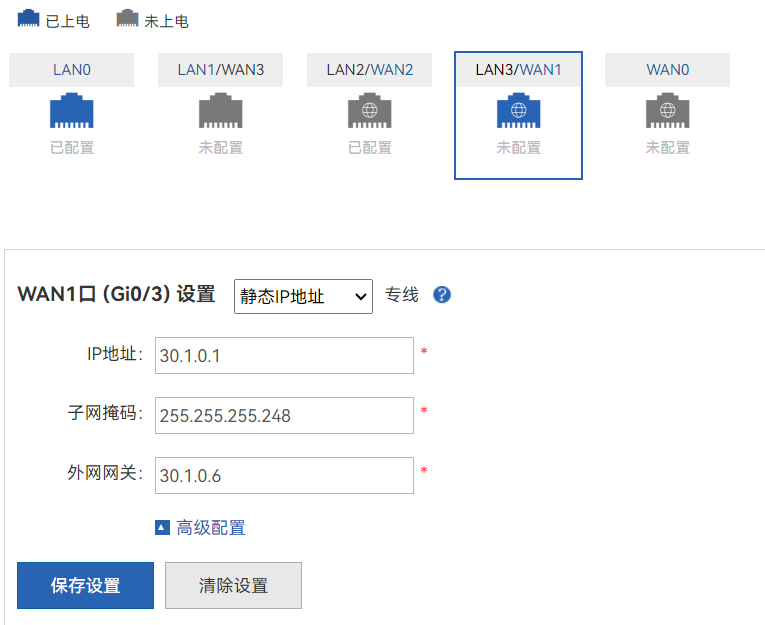 已上电 未上电
LAN0 LAN1/WAN3 LAN2/WAN2 LAN3/WAN1 WAN0
已配置 未配置 已配置 未配置 未配置
WAN1口 (Gi0/3) 设置 静态IP地址 专线 ?
IP地址: 30.1.0.1 *
子网掩码: 255.255.255.248 *
外网网关: 30.1.0.6 *
高级配置
保存设置 清除设置